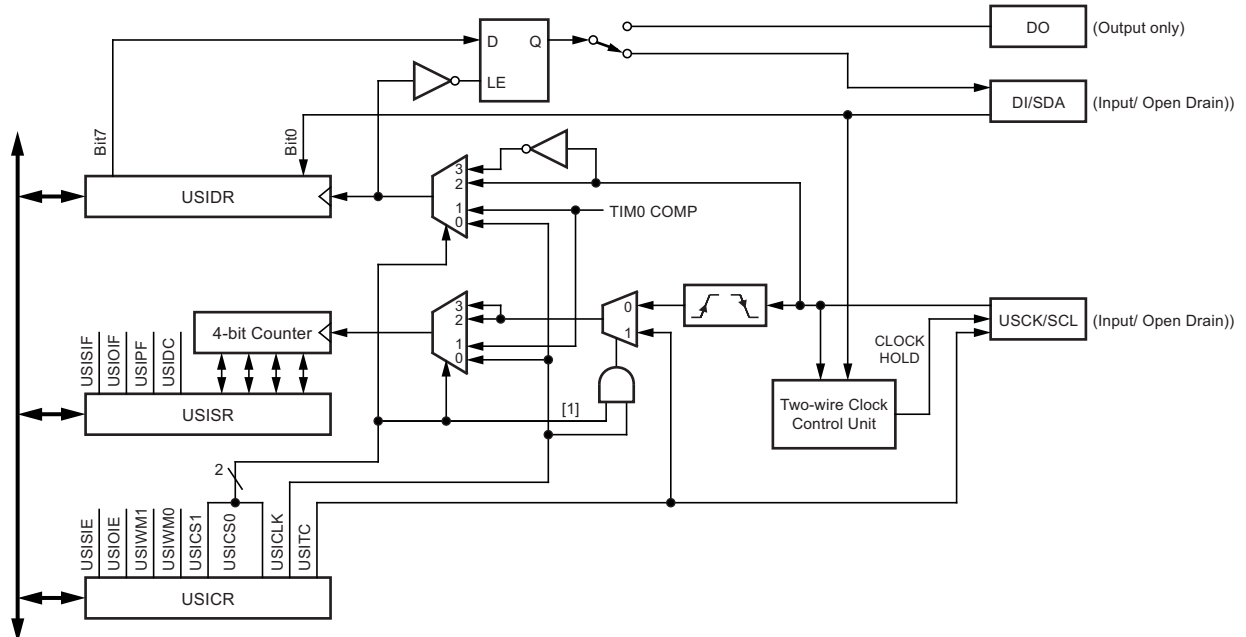 DO (Output only)
D Q
LE
DI/SDA (Input/ Open Drain))
Bit7
Bit0
USIDR
3
2
1
0
TIM0 COMP
4-bit Counter
3
2
1
0
0
1
USCK/SCL (Input/ Open Drain))
CLOCK
HOLD
USISIF
USIOIF
USIPF
USIDC
USISR
[1]
Two-wire Clock
Control Unit
2
USISIE
USIOIE
USIWM1
USIWM0
USICS1
USICS0
USICLK
USITC
USICR